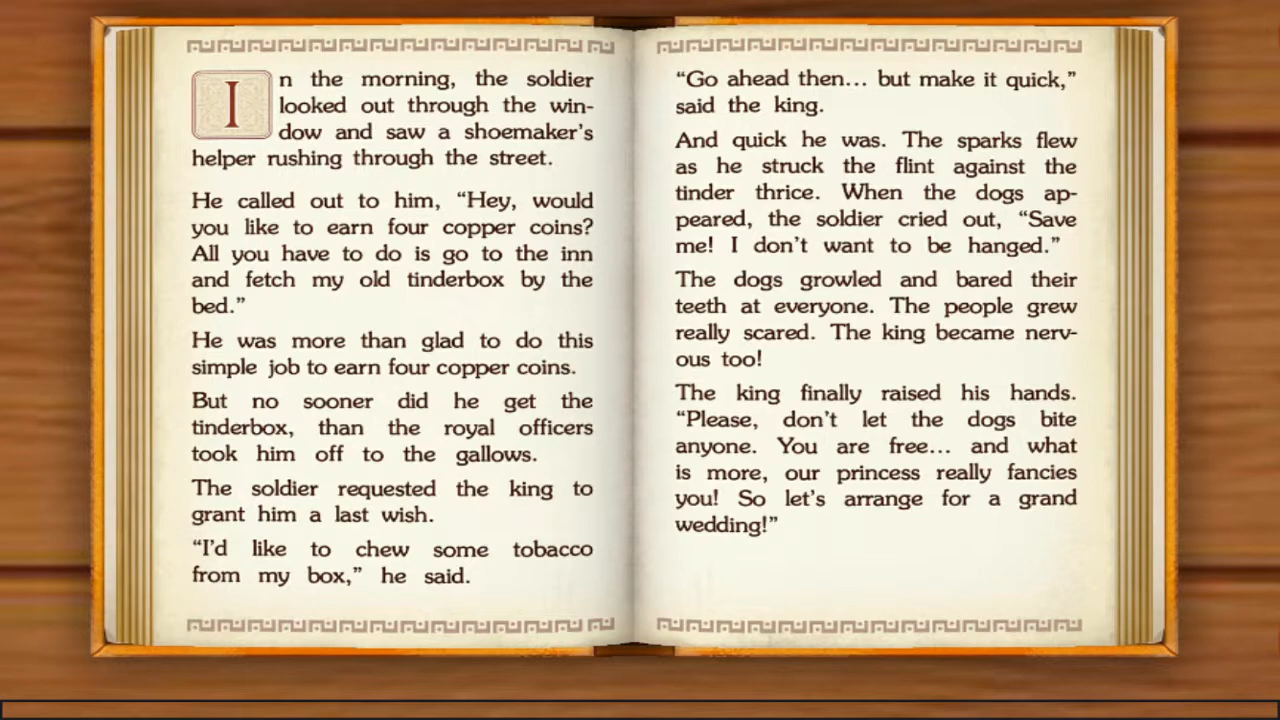 In the morning, the soldier
looked out through the win-
dow and saw a shoemaker's
helper rushing through the street.
He called out to him, “Hey, would
you like to earn four copper coins?
All you have to do is go to the inn
and fetch my old tinderbox by the
bed.”
He was more than glad to do this
simple job to earn four copper coins.
But no sooner did he get the
tinderbox, than the royal officers
took him off to the gallows.
The soldier requested the king to
grant him a last wish.
“I'd like to chew some tobacco
from my box,” he said.
“Go ahead then... but make it quick,”
said the king.
And quick he was. The sparks flew
as he struck the flint against the
tinder thrice. When the dogs ap-
peared, the soldier cried out, “Save
me! I don't want to be hanged.”
The dogs growled and bared their
teeth at everyone. The people grew
really scared. The king became nerv-
ous too!
The king finally raised his hands.
“Please, don't let the dogs bite
anyone. You are free... and what
is more, our princess really fancies
you! So let's arrange for a grand
wedding!”